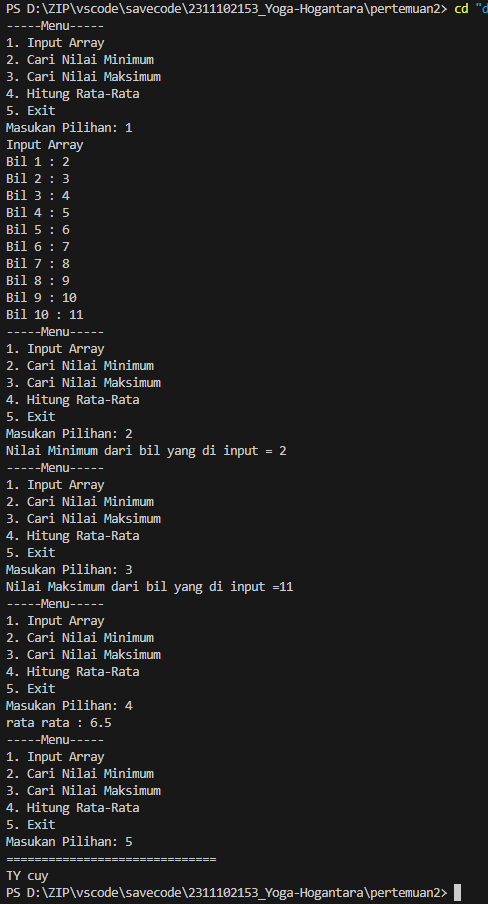 PS D:\ZIP\vscode\savecode\2311102153_Yoga-Hogantara\pertemuan2> cd "d
-----Menu-----
1. Input Array
2. Cari Nilai Minimum
3. Cari Nilai Maksimum
4. Hitung Rata-Rata
5. Exit
Masukan Pilihan: 1
Input Array
Bil 1 : 2
Bil 2 : 3
Bil 3 : 4
Bil 4 : 5
Bil 5 : 6
Bil 6 : 7
Bil 7 : 8
Bil 8 : 9
Bil 9 : 10
Bil 10 : 11
-----Menu-----
1. Input Array
2. Cari Nilai Minimum
3. Cari Nilai Maksimum
4. Hitung Rata-Rata
5. Exit
Masukan Pilihan: 2
Nilai Minimum dari bil yang di input = 2
-----Menu-----
1. Input Array
2. Cari Nilai Minimum
3. Cari Nilai Maksimum
4. Hitung Rata-Rata
5. Exit
Masukan Pilihan: 3
Nilai Maksimum dari bil yang di input =11
-----Menu-----
1. Input Array
2. Cari Nilai Minimum
3. Cari Nilai Maksimum
4. Hitung Rata-Rata
5. Exit
Masukan Pilihan: 4
rata rata : 6.5
-----Menu-----
1. Input Array
2. Cari Nilai Minimum
3. Cari Nilai Maksimum
4. Hitung Rata-Rata
5. Exit
Masukan Pilihan: 5
==============================
TY cuy
PS D:\ZIP\vscode\savecode\2311102153_Yoga-Hogantara\pertemuan2>